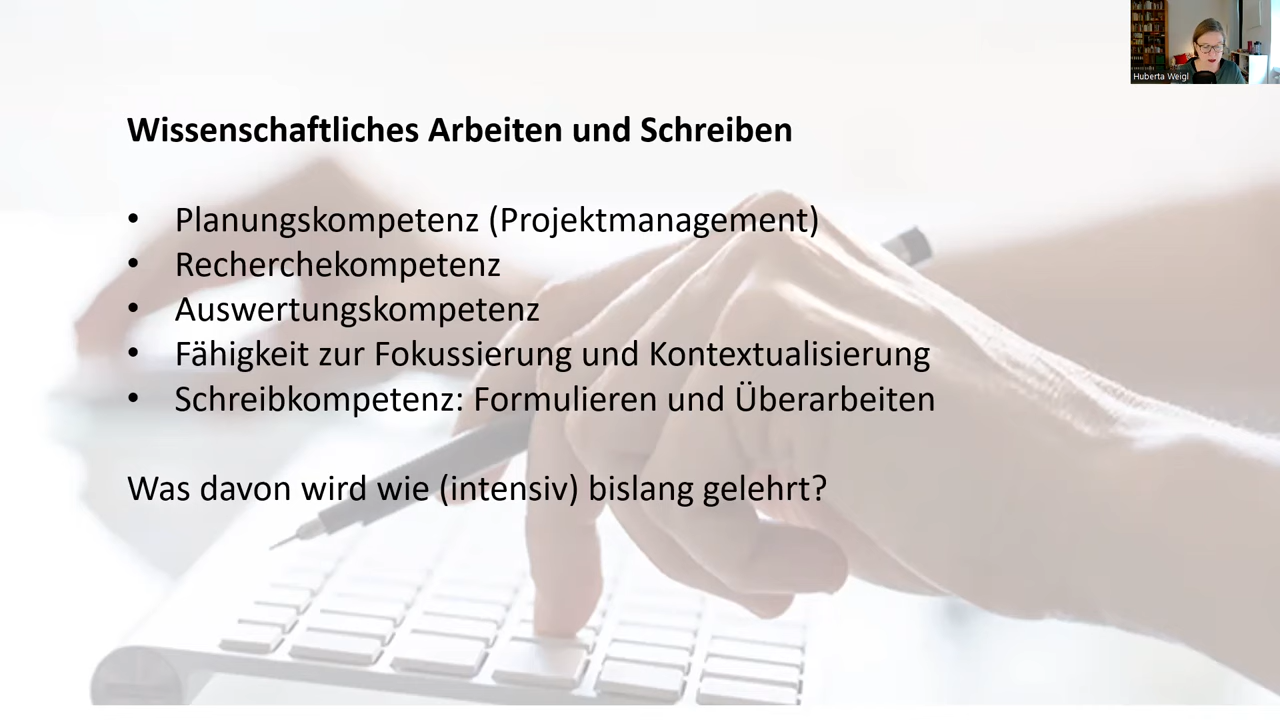 Huberta Weigl
Wissenschaftliches Arbeiten und Schreiben
• Planungskompetenz (Projektmanagement)
• Recherchekompetenz
• Auswertungskompetenz
• Fähigkeit zur Fokussierung und Kontextualisierung
• Schreibkompetenz: Formulieren und Überarbeiten
Was davon wird wie (intensiv) bislang gelehrt?